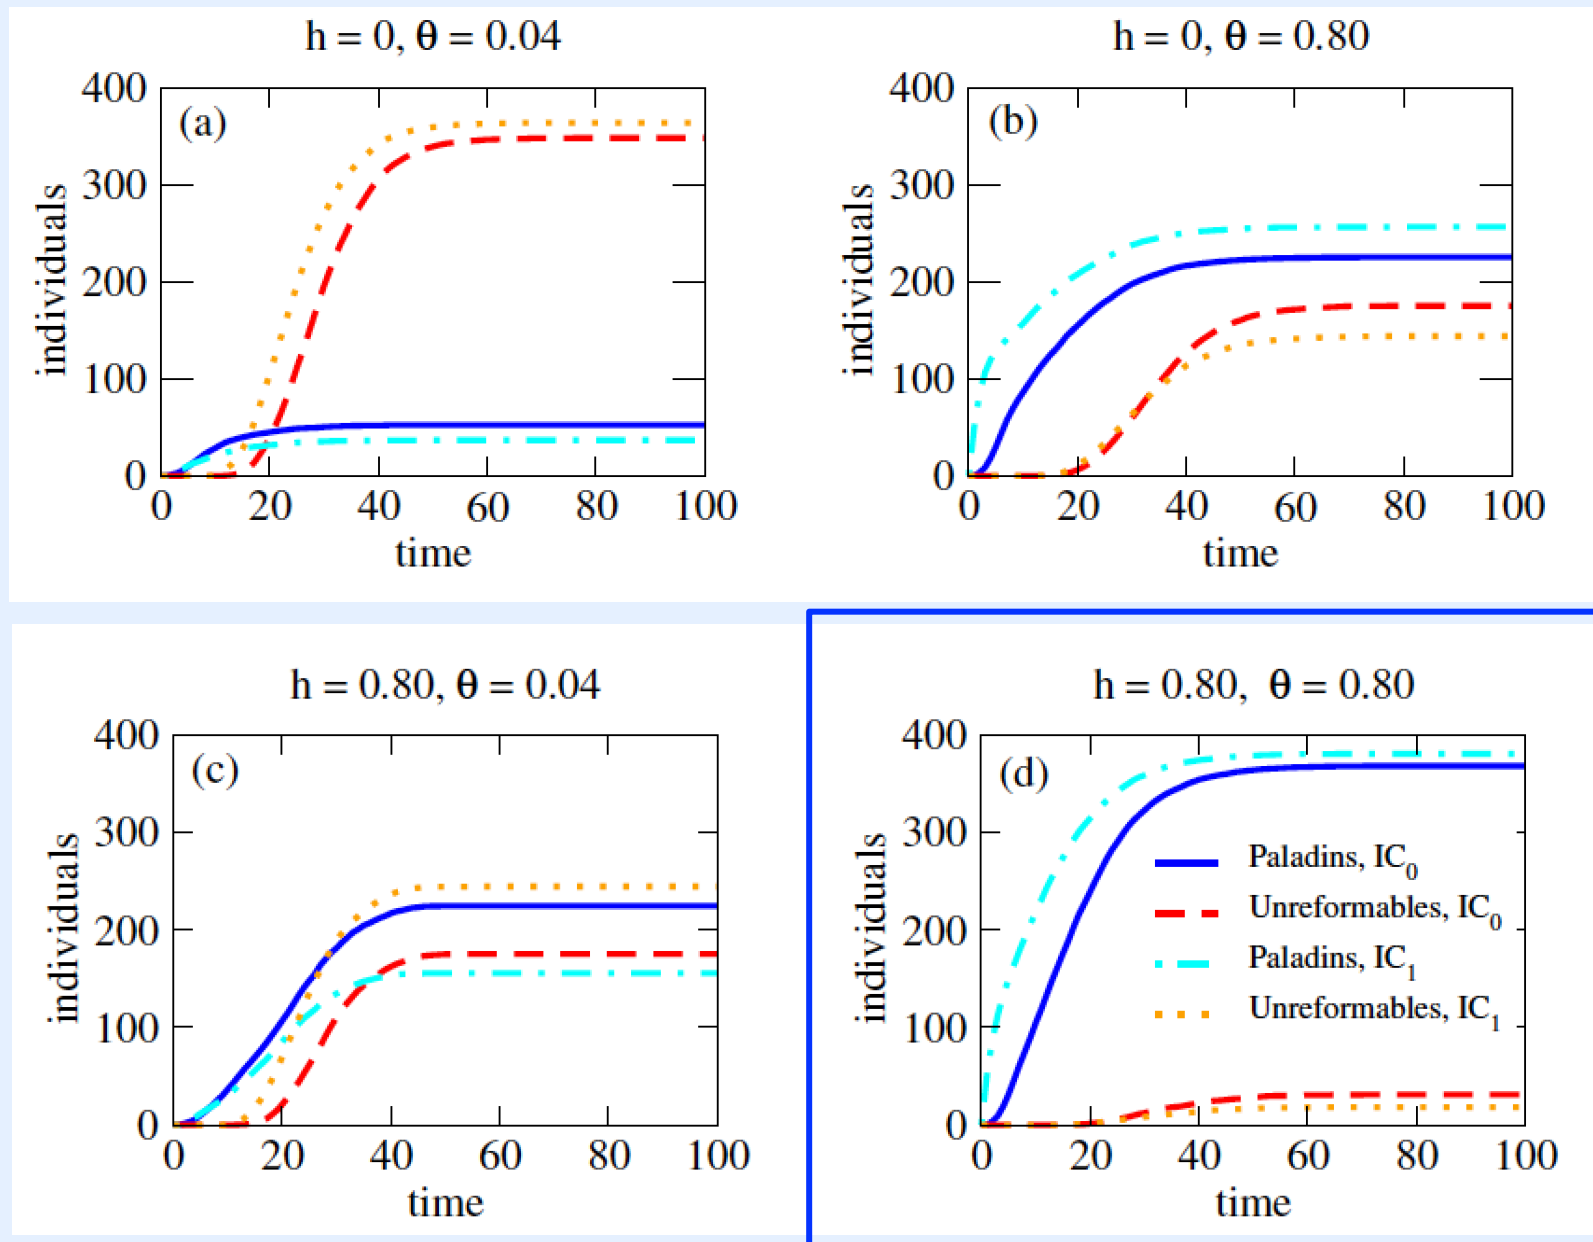 h = 0, θ = 0.04
(a)
400
300
200
100
0
individuals
0 20 40 60 80 100
time
h = 0, θ = 0.80
(b)
400
300
200
100
0
individuals
0 20 40 60 80 100
time
h = 0.80, θ = 0.04
(c)
400
300
200
100
0
individuals
0 20 40 60 80 100
time
h = 0.80, θ = 0.80
(d)
400
300
200
100
0
individuals
Paladins, IC₀
Unreformables, IC₀
Paladins, IC₁
Unreformables, IC₁
0 20 40 60 80 100
time